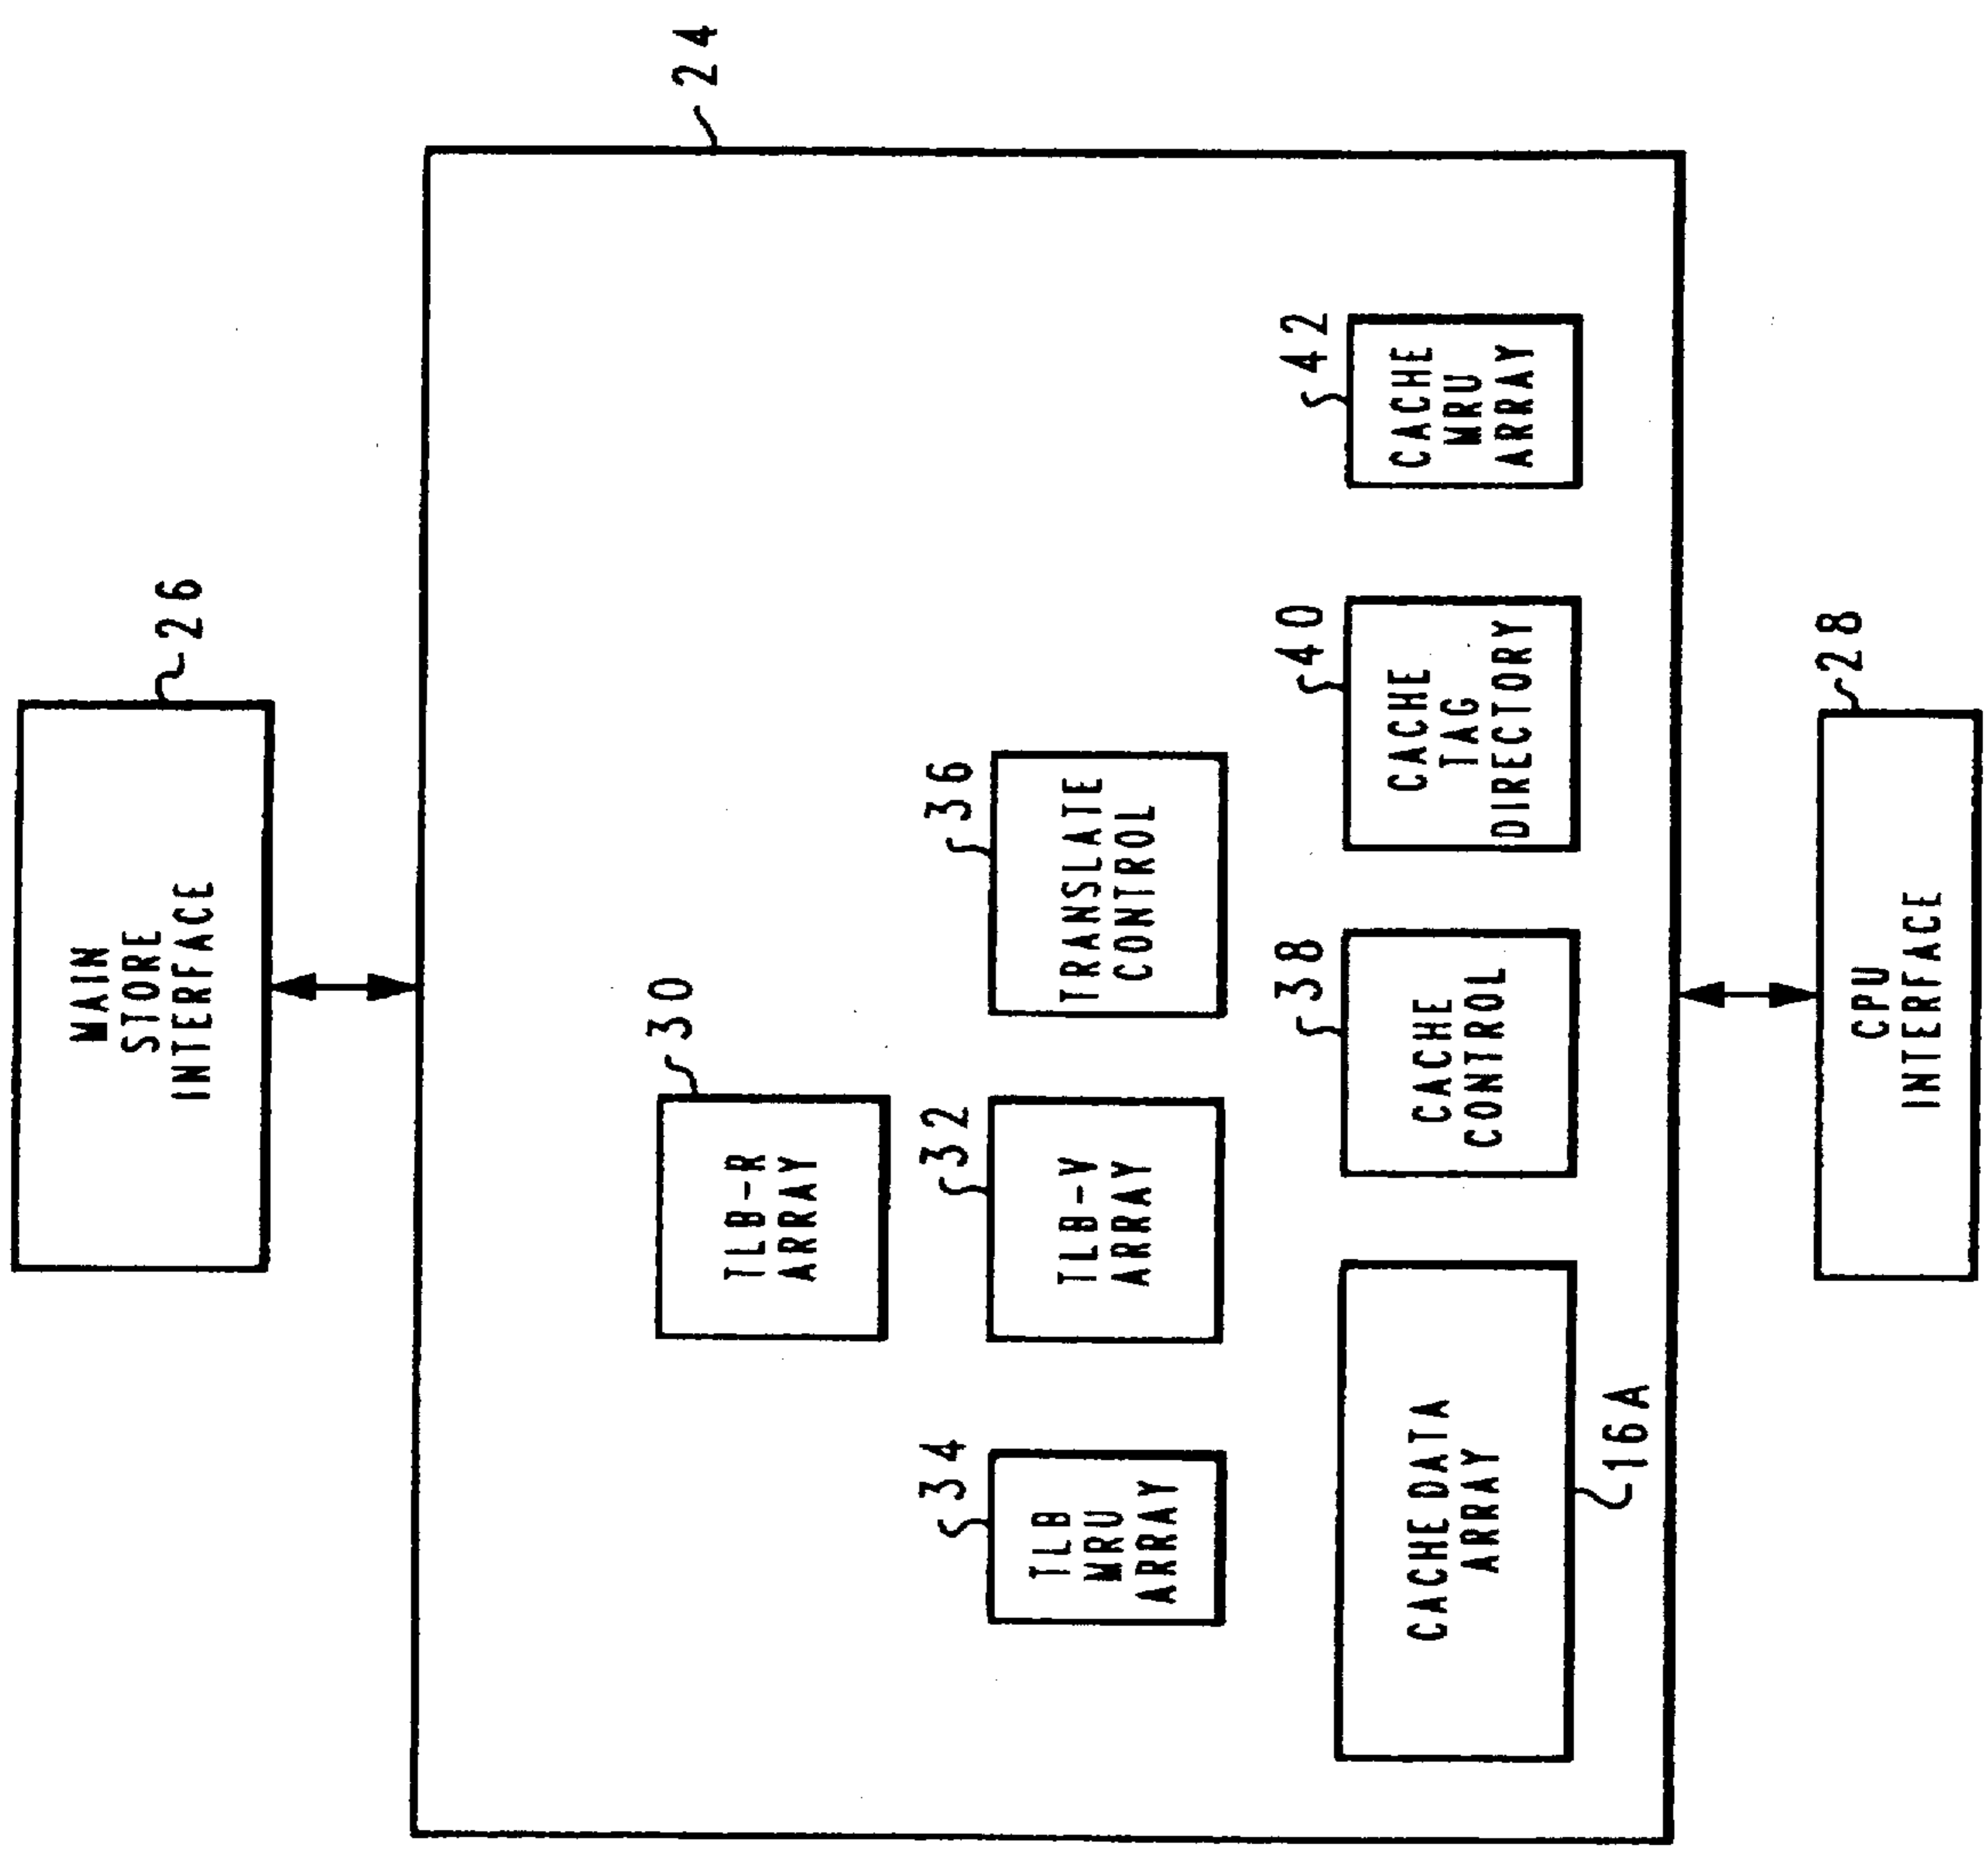 MAIN
STORE
INTERFACE
26
24
TLB-R
ARRAY
30
TLB
MRU
ARRAY
34
TLB-V
ARRAY
32
TRANSLATE
CONTROL
36
CACHE DATA
ARRAY
16A
CACHE
CONTROL
38
CACHE
TAG
DIRECTORY
40
CACHE
MRU
ARRAY
42
CPU
INTERFACE
28